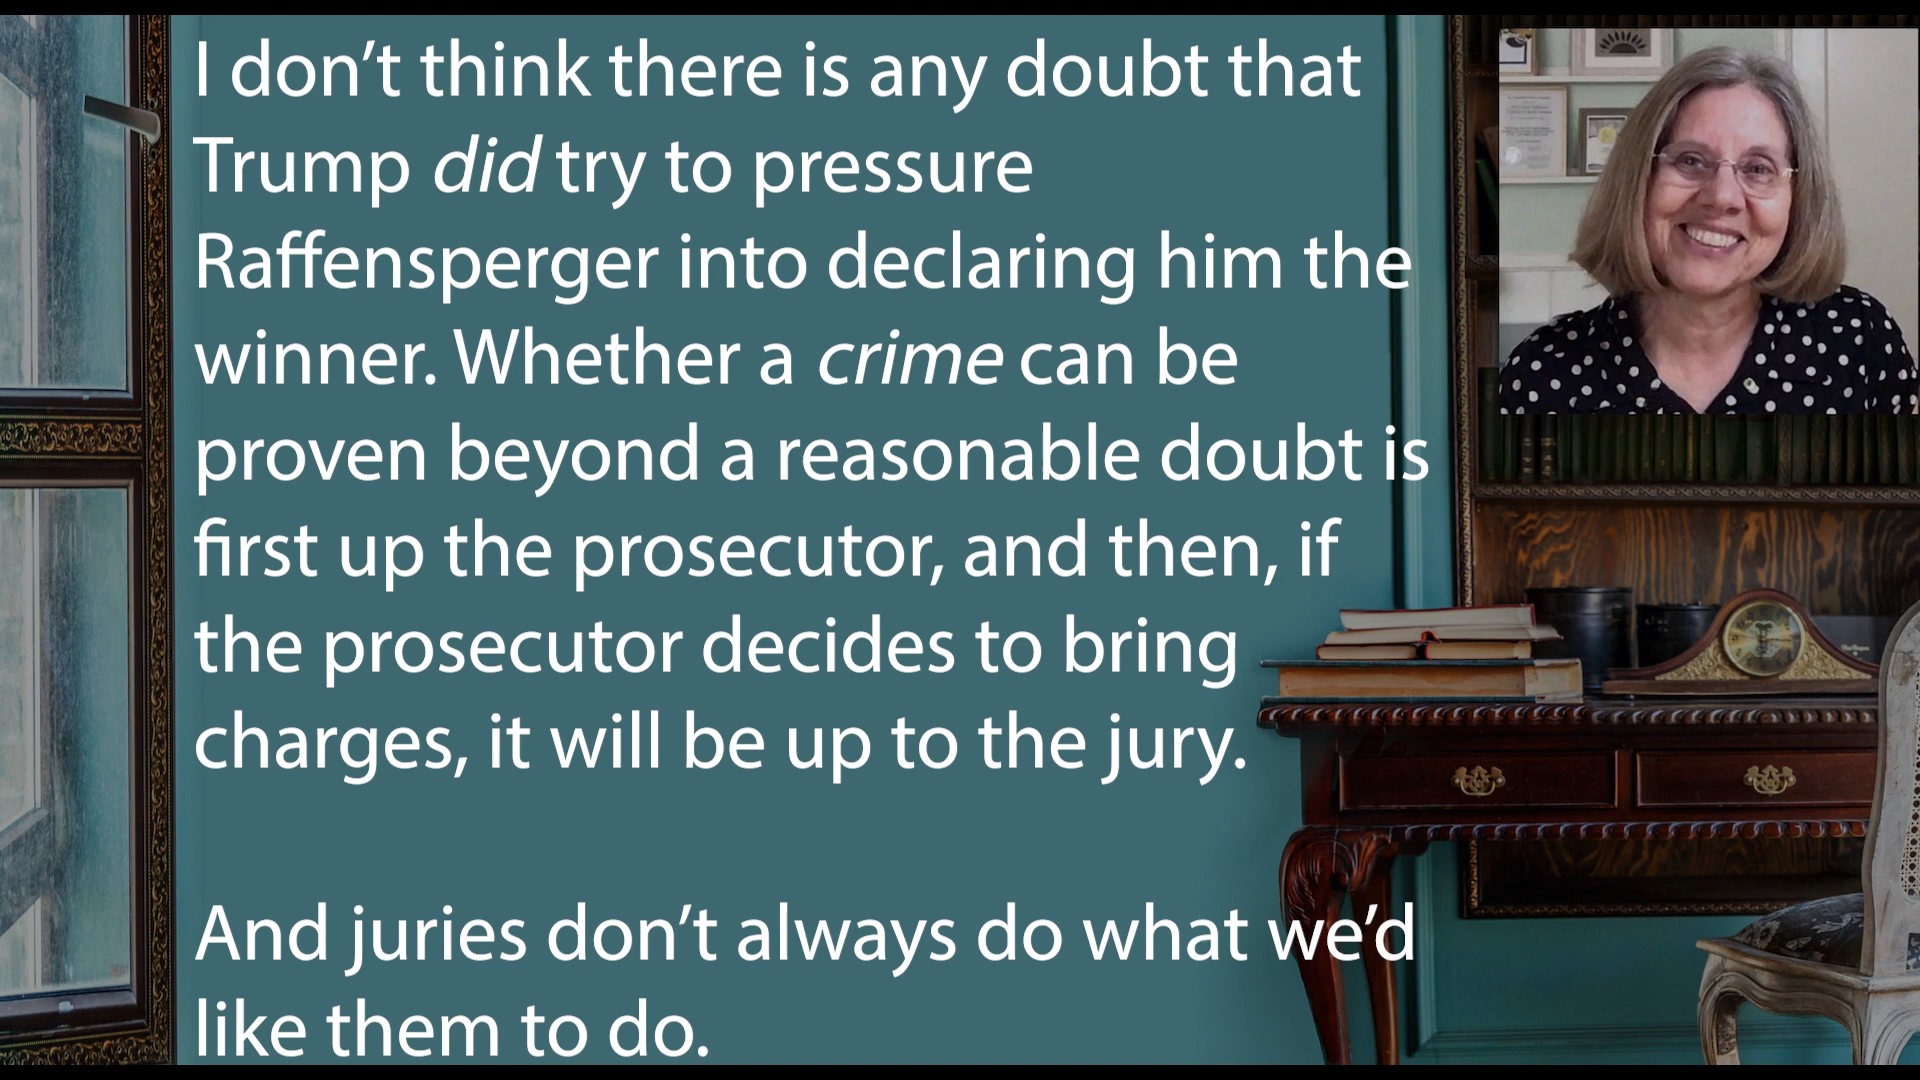 I don’t think there is any doubt that
Trump did try to pressure
Raffensperger into declaring him the
winner. Whether a crime can be
proven beyond a reasonable doubt is
first up the prosecutor, and then, if
the prosecutor decides to bring
charges, it will be up to the jury.
And juries don’t always do what we’d
like them to do.